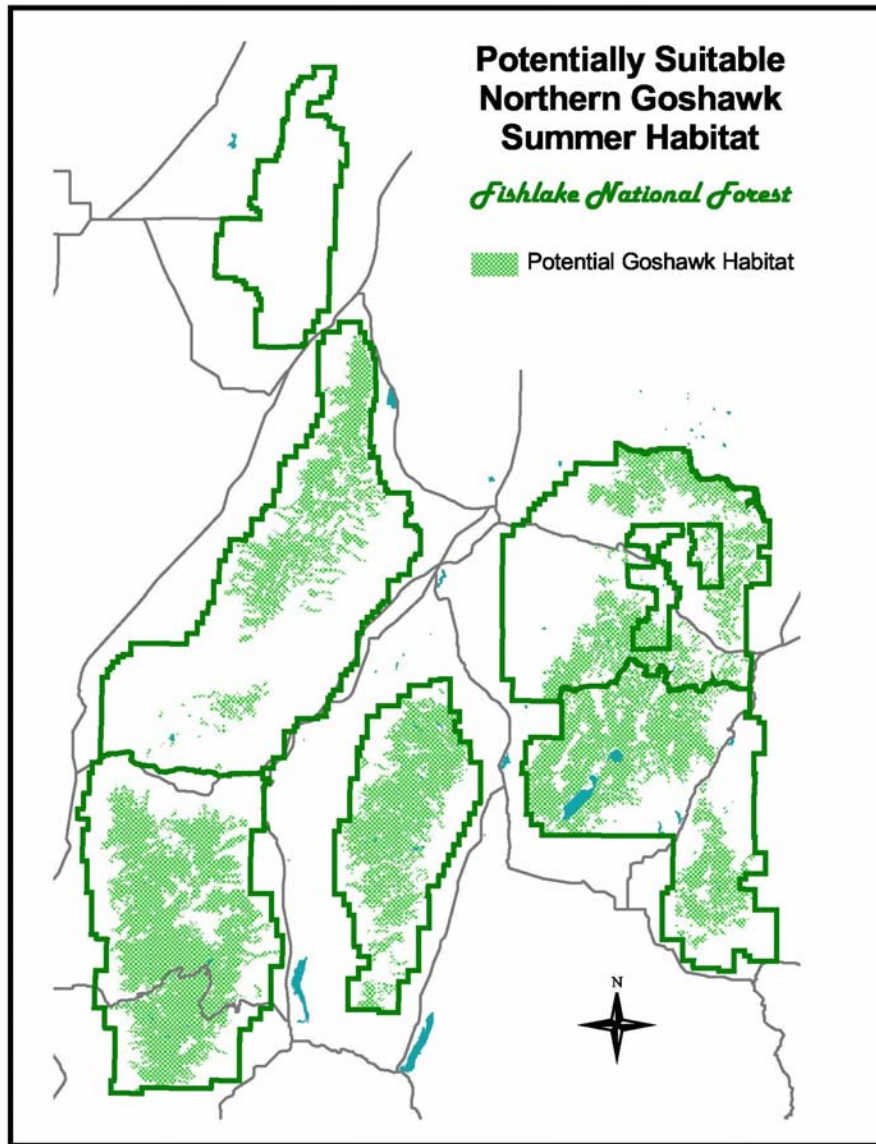 Potentially Suitable
Northern Goshawk
Summer Habitat
Fishlake National Forest
Potential Goshawk Habitat
N